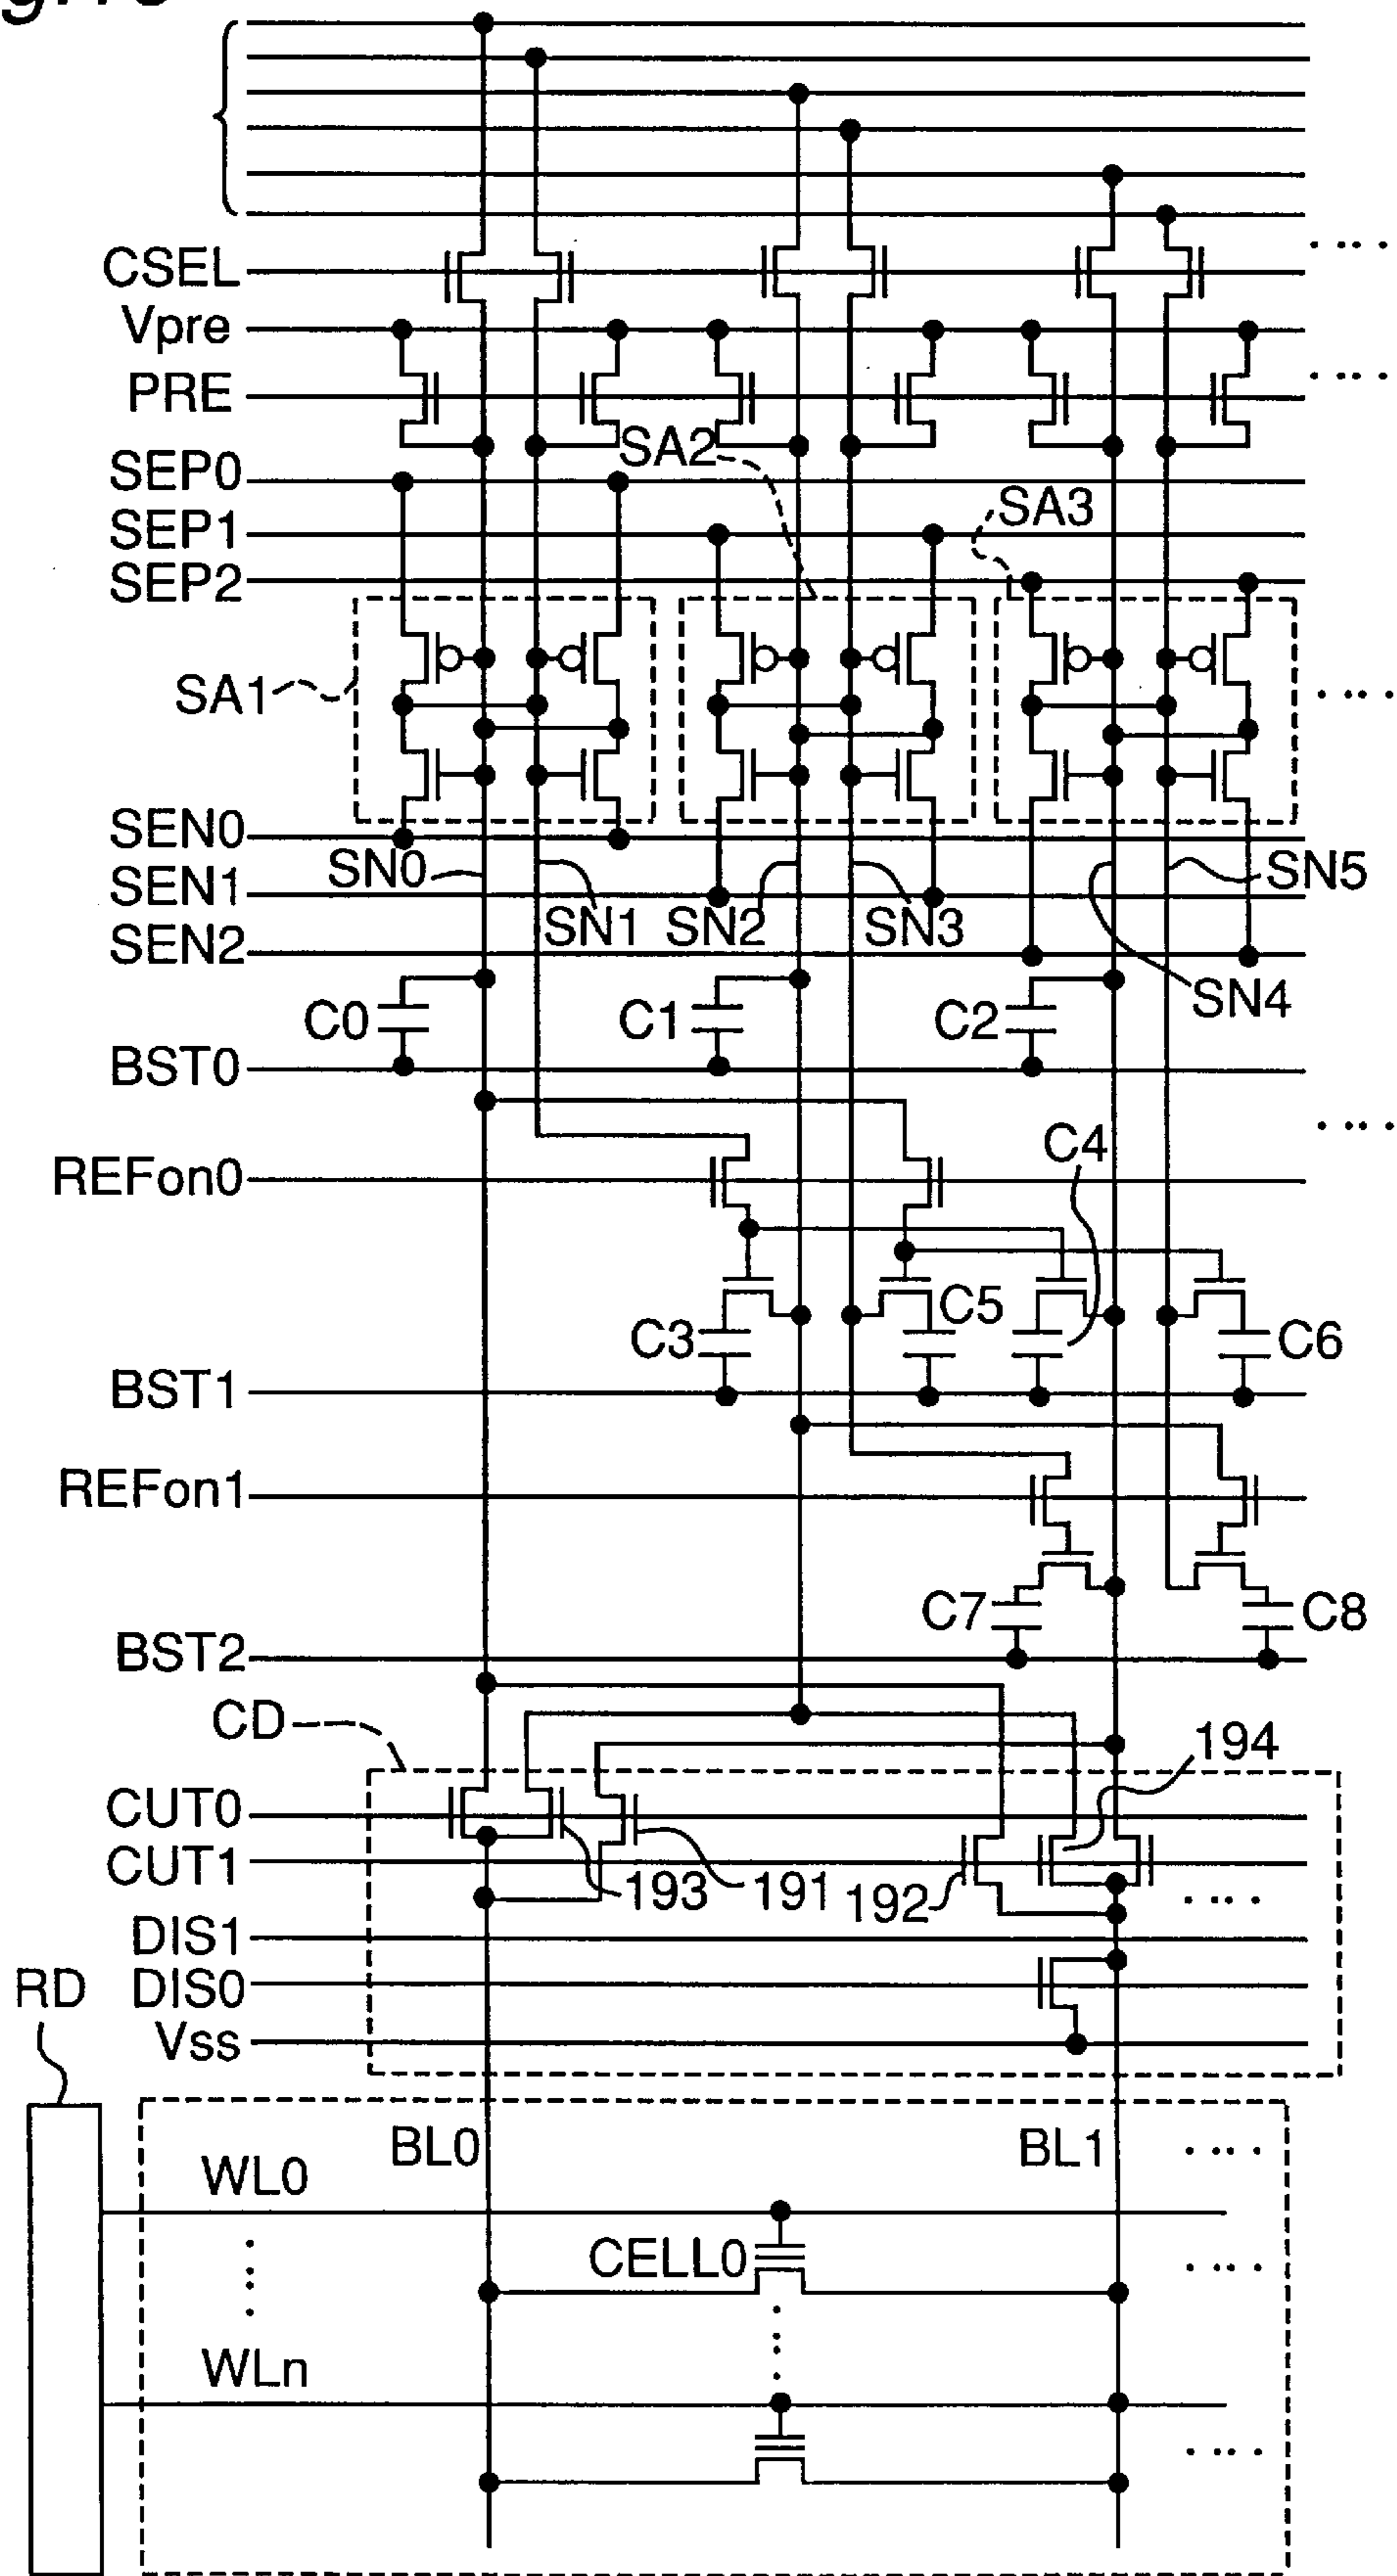 CSEL
Vpre
PRE
SA2
SEP0
SA3
SEP1
SEP2
SA1
SEN0
SN0
SN5
SEN1
SN1 SN2 SN3
SEN2
SN4
C0 C1 C2
BST0
C4
REFon0
C5
C3 C6
BST1
REFon1
C7 C8
BST2
CD
194
CUT0
CUT1
193 191 192
DIS1
RD DIS0
Vss
BL0 BL1
WL0
CELL0
WLn